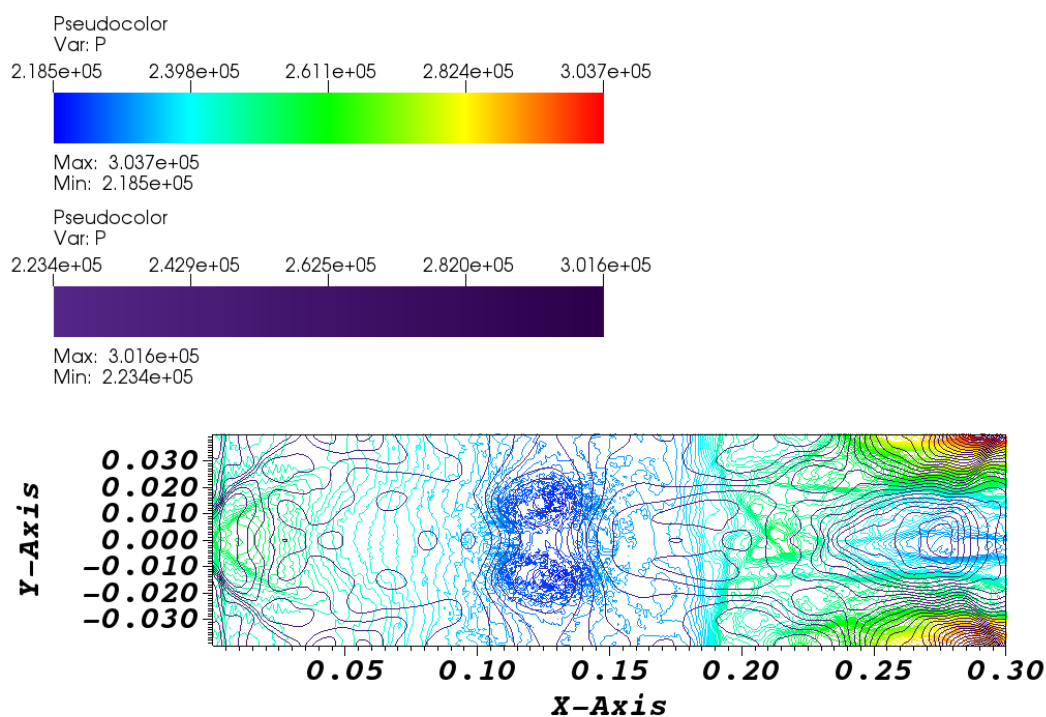 Pseudocolor
Var: P
2.185e+05 2.398e+05 2.611e+05 2.824e+05 3.037e+05
Max: 3.037e+05
Min: 2.185e+05
Pseudocolor
Var: P
2.234e+05 2.429e+05 2.625e+05 2.820e+05 3.016e+05
Max: 3.016e+05
Min: 2.234e+05
0.030
0.020
0.010
0.000
-0.010
-0.020
-0.030
Y-Axis
0.05 0.10 0.15 0.20 0.25 0.30
X-Axis